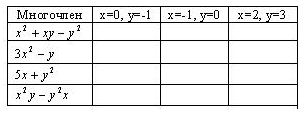 Многочлен x=0, y=-1 x=-1, y=0 x=2, y=3
x² + xy − y²
3x² − y
5x + y²
x²y − y²x